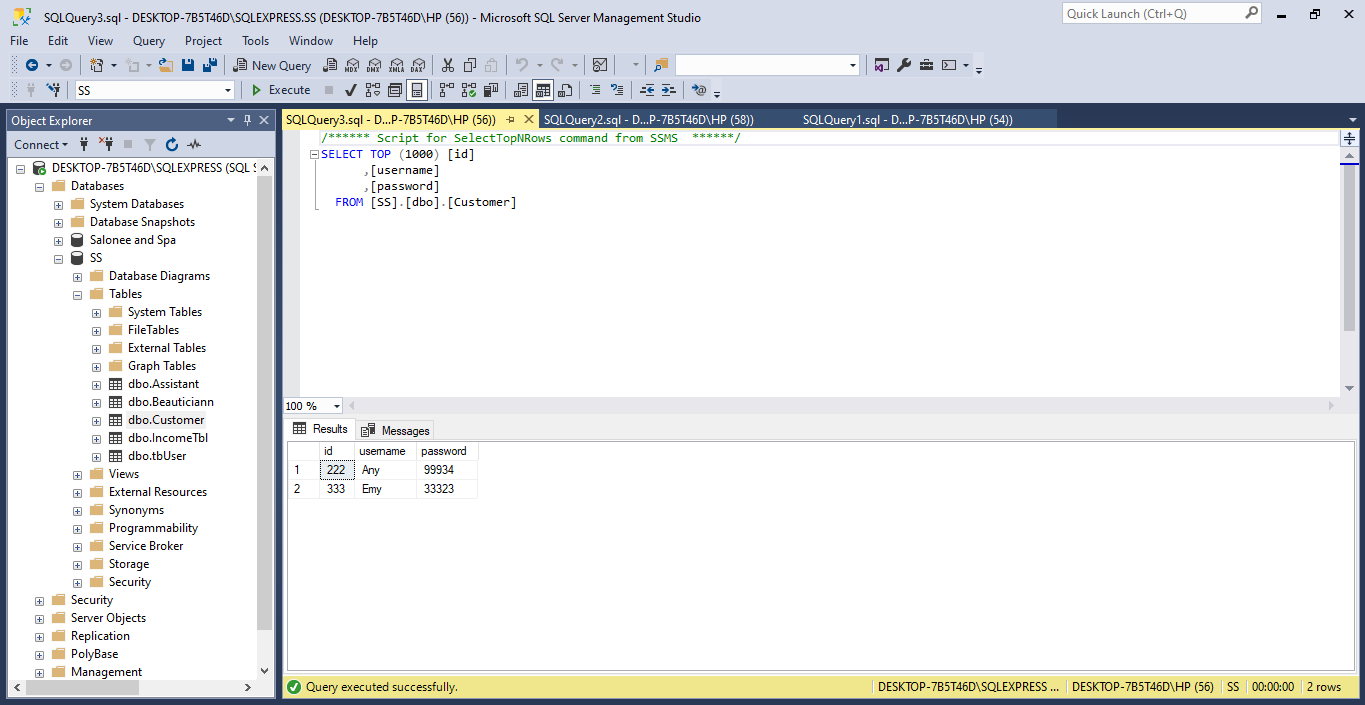 SQLQuery3.sql - DESKTOP-7B5T46D\SQLEXPRESS.SS (DESKTOP-7B5T46D\HP (56)) - Microsoft SQL Server Management Studio
Quick Launch (Ctrl+Q)
File Edit View Query Project Tools Window Help
New Query MDX DMX XMLA DAX
SS Execute
Object Explorer
SQLQuery3.sql - D...P-7B5T46D\HP (56)) SQLQuery2.sql - D...P-7B5T46D\HP (58)) SQLQuery1.sql - D...P-7B5T46D\HP (54))
Connect
DESKTOP-7B5T46D\SQLEXPRESS (SQL S
Databases
System Databases
Database Snapshots
Salonee and Spa
SS
Database Diagrams
Tables
System Tables
FileTables
External Tables
Graph Tables
dbo.Assistant
dbo.Beauticiann
dbo.Customer
dbo.IncomeTbl
dbo.tbUser
Views
External Resources
Synonyms
Programmability
Service Broker
Storage
Security
Security
Server Objects
Replication
PolyBase
Management
/****** Script for SelectTopNRows command from SSMS  ******/
SELECT TOP (1000) [id]
,[username]
,[password]
FROM [SS].[dbo].[Customer]
100 %
Results Messages
id username password
1 222 Any 99934
2 333 Emy 33323
Query executed successfully. DESKTOP-7B5T46D\SQLEXPRESS ... DESKTOP-7B5T46D\HP (56) SS 00:00:00 2 rows